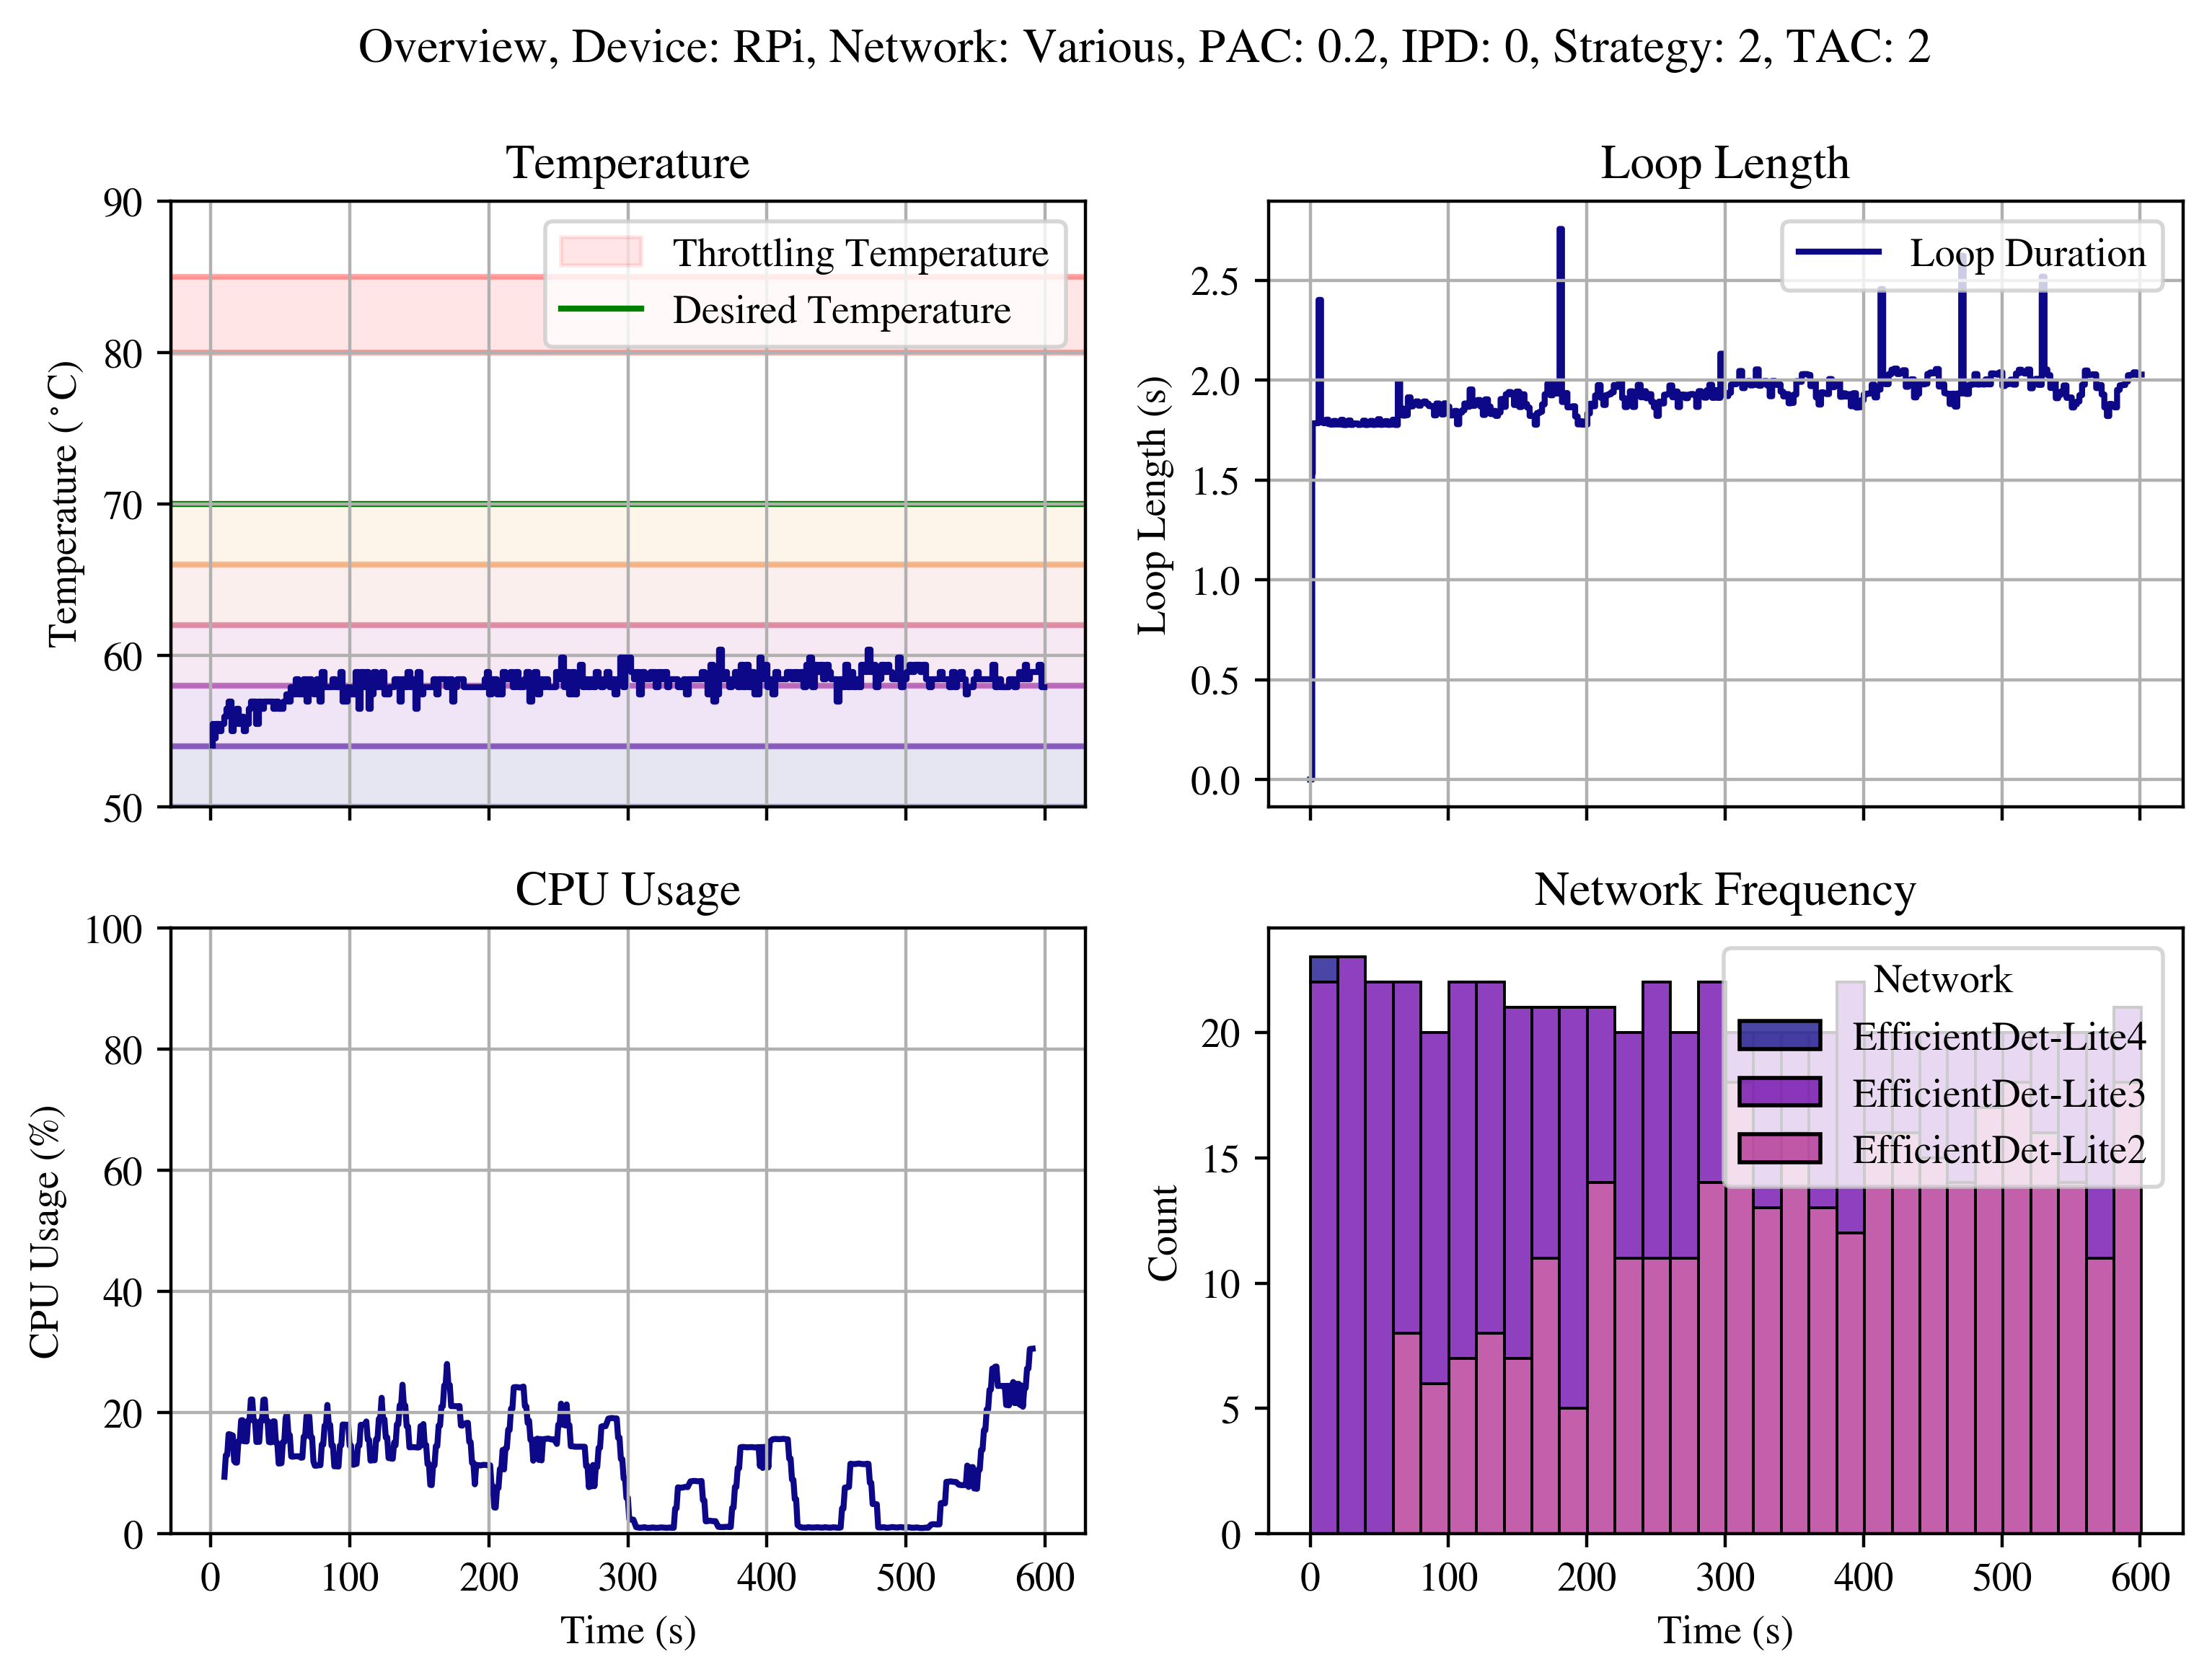 Overview, Device: RPi, Network: Various, PAC: 0.2, IPD: 0, Strategy: 2, TAC: 2
Temperature
90
80
70
60
50
Temperature (°C)
Throttling Temperature
Desired Temperature
Loop Length
2.5
2.0
1.5
1.0
0.5
0.0
Loop Length (s)
Loop Duration
CPU Usage
100
80
60
40
20
0
CPU Usage (%)
0 100 200 300 400 500 600
Time (s)
Network Frequency
20
15
10
5
0
Count
Network
EfficientDet-Lite4
EfficientDet-Lite3
EfficientDet-Lite2
0 100 200 300 400 500 600
Time (s)